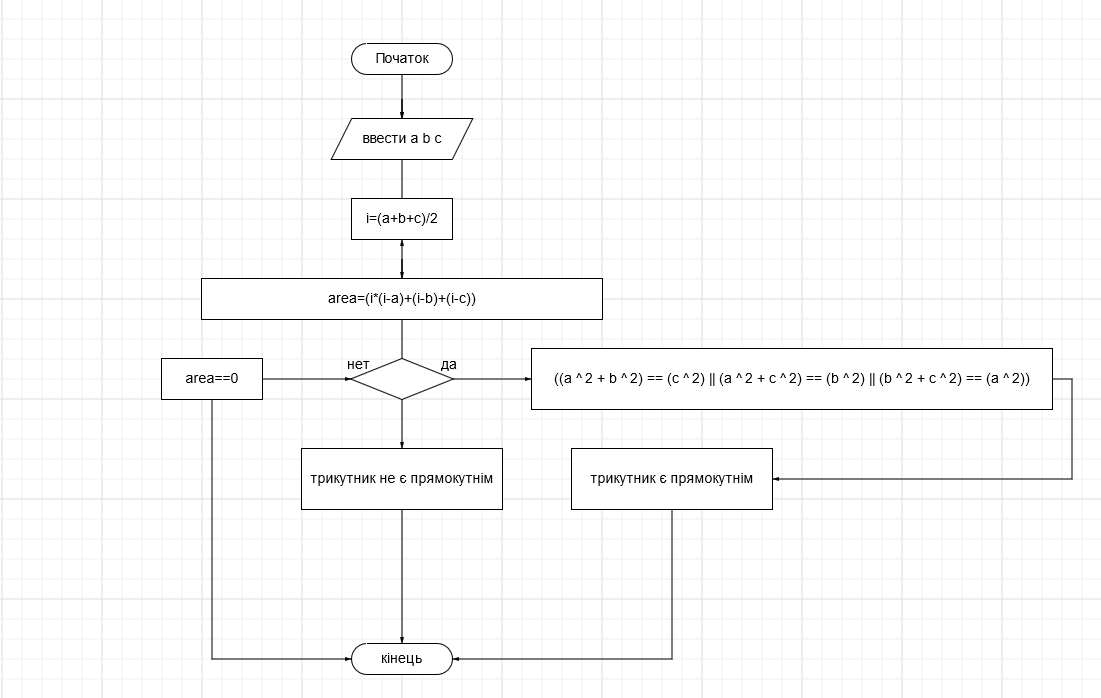 Початок
ввести a b c
i=(a+b+c)/2
area=(i*(i-a)+(i-b)+(i-c))
нет
да
area==0
((a ^ 2 + b ^ 2) == (c ^ 2) || (a ^ 2 + c ^ 2) == (b ^ 2) || (b ^ 2 + c ^ 2) == (a ^ 2))
трикутник не є прямокутнім
трикутник є прямокутнім
кінець